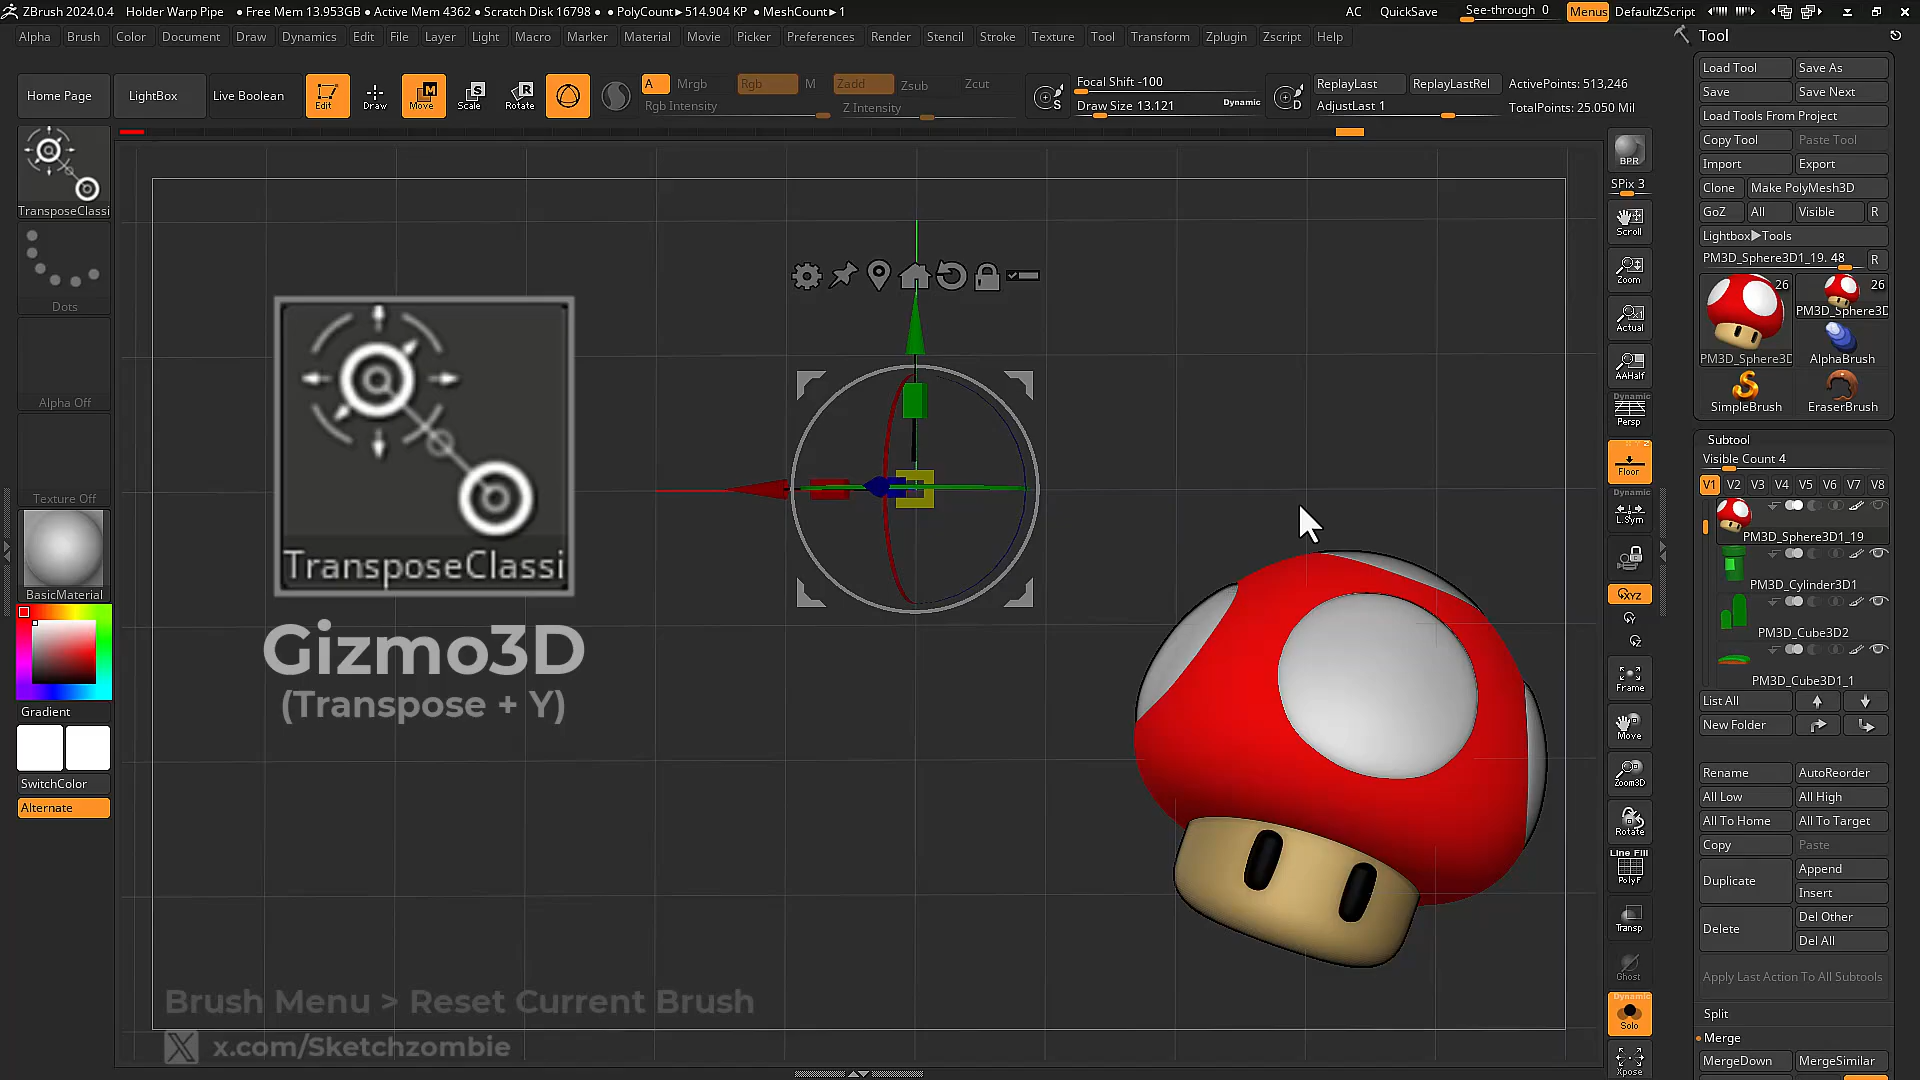 ZBrush 2024.0.4 Holder Warp Pipe • Free Mem 13.953GB • Active Mem 4362 • Scratch Disk 16798 • • PolyCount► 514.904 KP • MeshCount► 1 AC QuickSave See-through 0 Menus DefaultZScript
Alpha Brush Color Document Draw Dynamics Edit File Layer Light Macro Marker Material Movie Picker Preferences Render Stencil Stroke Texture Tool Transform Zplugin Zscript Help
Home Page LightBox Live Boolean Edit Draw Move Scale Rotate
A Mrgb Rgb M Zadd Zsub Zcut
Rgb Intensity Z Intensity
Focal Shift -100
Draw Size 13.121 Dynamic
ReplayLast ReplayLastRel
AdjustLast 1
ActivePoints: 513,246
TotalPoints: 25.050 Mil
TransposeClassi
Dots
Alpha Off
Texture Off
BasicMaterial
Gradient
SwitchColor
Alternate
TransposeClassi
Gizmo3D
(Transpose + Y)
Brush Menu > Reset Current Brush
x.com/Sketchzombie
BPR
SPix 3
Scroll
Zoom
Actual
AAHalf
Dynamic
Persp
Floor
Dynamic
L.Sym
XYZ
Y
Z
Frame
Move
Zoom3D
Rotate
Line Fill
PolyF
Transp
Ghost
Dynamic
Solo
Xpose
Tool
Load Tool Save As
Save Save Next
Load Tools From Project
Copy Tool Paste Tool
Import Export
Clone Make PolyMesh3D
GoZ All Visible R
Lightbox►Tools
PM3D_Sphere3D1_19. 48 R
26 26
PM3D_Sphere3D
PM3D_Sphere3D AlphaBrush
SimpleBrush EraserBrush
Subtool
Visible Count 4
V1 V2 V3 V4 V5 V6 V7 V8
PM3D_Sphere3D1_19
PM3D_Cylinder3D1
PM3D_Cube3D2
PM3D_Cube3D1_1
List All
New Folder
Rename AutoReorder
All Low All High
All To Home All To Target
Copy Paste
Duplicate Append
Insert
Delete Del Other
Del All
Apply Last Action To All Subtools
Split
Merge
MergeDown MergeSimilar